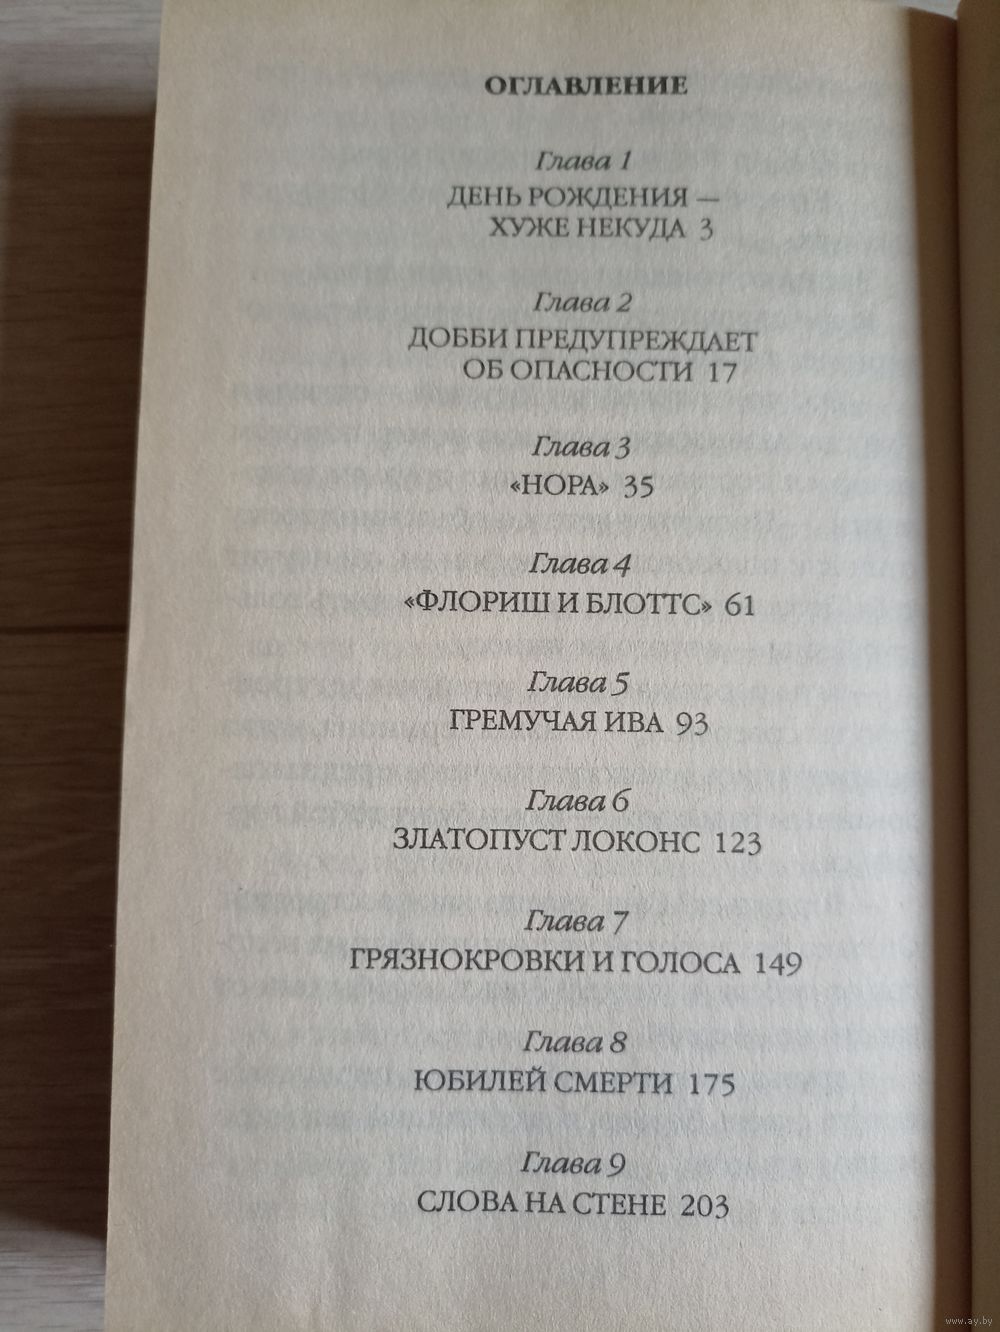 ОГЛАВЛЕНИЕ
Глава 1
ДЕНЬ РОЖДЕНИЯ —
ХУЖЕ НЕКУДА 3
Глава 2
ДОББИ ПРЕДУПРЕЖДАЕТ
ОБ ОПАСНОСТИ 17
Глава 3
«НОРА» 35
Глава 4
«ФЛОРИШ И БЛОТТС» 61
Глава 5
ГРЕМУЧАЯ ИВА 93
Глава 6
ЗЛАТОПУСТ ЛОКОНС 123
Глава 7
ГРЯЗНОКРОВКИ И ГОЛОСА 149
Глава 8
ЮБИЛЕЙ СМЕРТИ 175
Глава 9
СЛОВА НА СТЕНЕ 203
www.ay.by